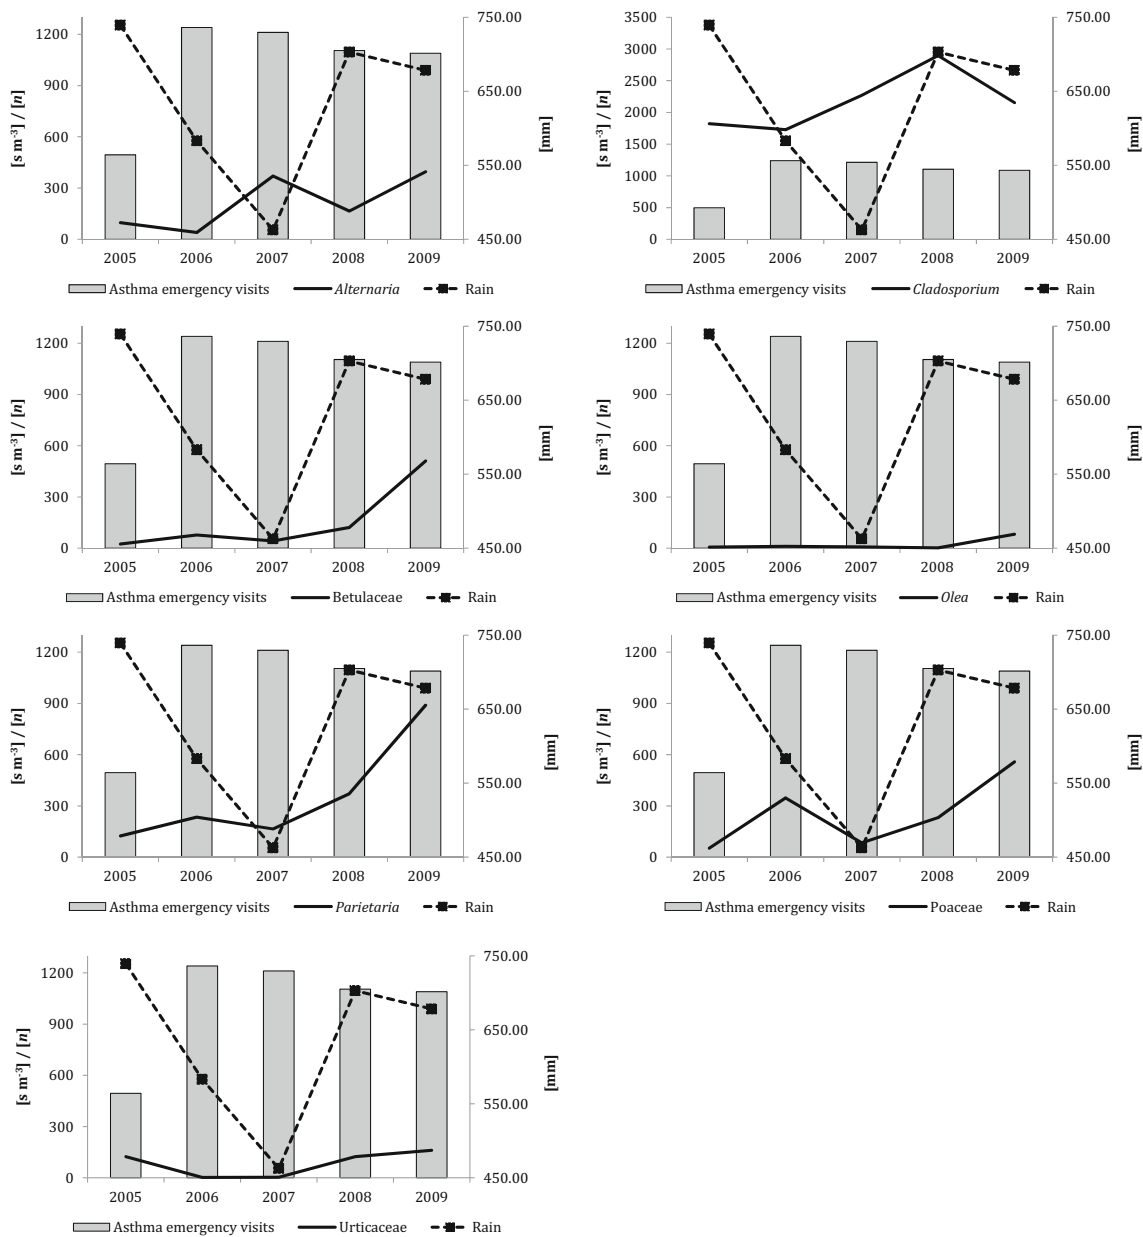 1200
900
600
300
0
[s m-3] / [n]
750.00
650.00
550.00
450.00
[mm]
2005 2006 2007 2008 2009
Asthma emergency visits Alternaria Rain
3500
3000
2500
2000
1500
1000
500
0
[s m-3] / [n]
750.00
650.00
550.00
450.00
[mm]
2005 2006 2007 2008 2009
Asthma emergency visits Cladosporium Rain
1200
900
600
300
0
[s m-3] / [n]
750.00
650.00
550.00
450.00
[mm]
2005 2006 2007 2008 2009
Asthma emergency visits Betulaceae Rain
1200
900
600
300
0
[s m-3] / [n]
750.00
650.00
550.00
450.00
[mm]
2005 2006 2007 2008 2009
Asthma emergency visits Olea Rain
1200
900
600
300
0
[s m-3] / [n]
750.00
650.00
550.00
450.00
[mm]
2005 2006 2007 2008 2009
Asthma emergency visits Parietaria Rain
1200
900
600
300
0
[s m-3] / [n]
750.00
650.00
550.00
450.00
[mm]
2005 2006 2007 2008 2009
Asthma emergency visits Poaceae Rain
1200
900
600
300
0
[s m-3] / [n]
750.00
650.00
550.00
450.00
[mm]
2005 2006 2007 2008 2009
Asthma emergency visits Urticaceae Rain